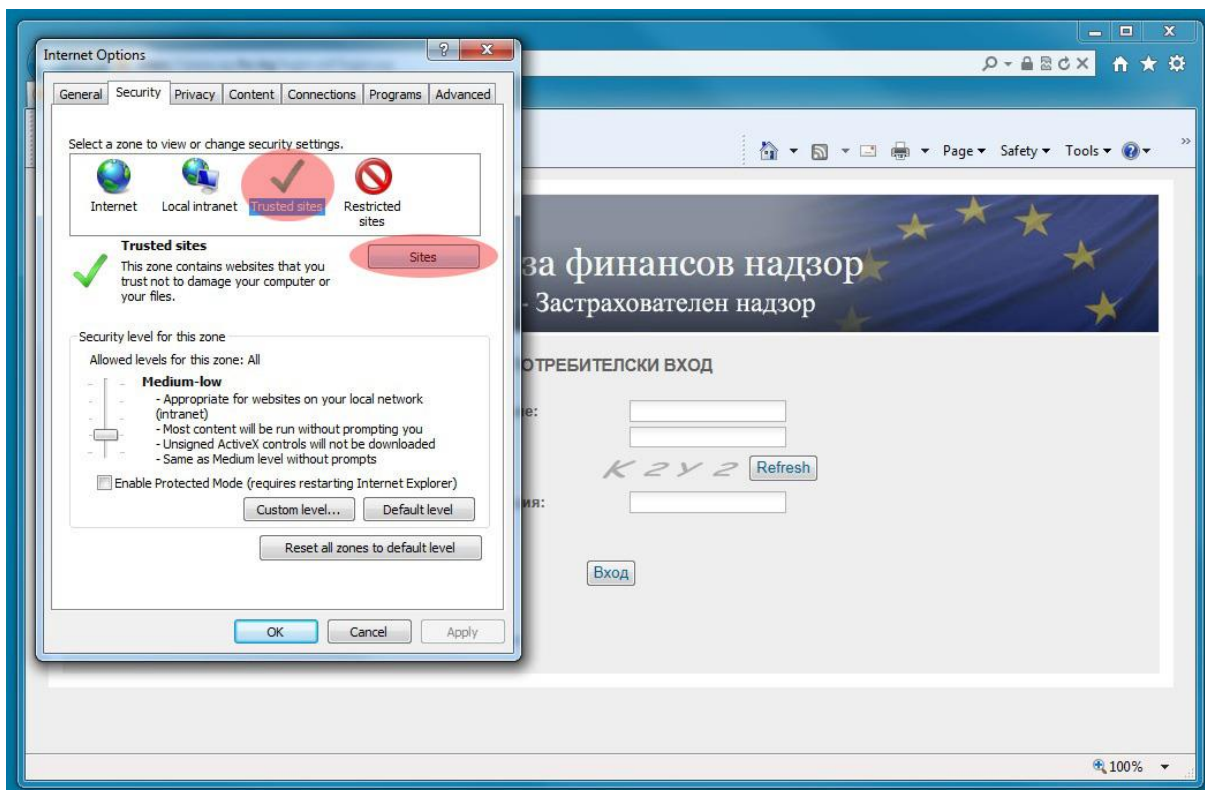 Internet Options
General Security Privacy Content Connections Programs Advanced
Select a zone to view or change security settings.
Internet Local intranet Trusted sites Restricted
sites
Trusted sites
This zone contains websites that you
trust not to damage your computer or
your files.
Sites
Security level for this zone
Allowed levels for this zone: All
Medium-low
- Appropriate for websites on your local network
(intranet)
- Most content will be run without prompting you
- Unsigned ActiveX controls will not be downloaded
- Same as Medium level without prompts
Enable Protected Mode (requires restarting Internet Explorer)
Custom level... Default level
Reset all zones to default level
OK Cancel Apply
Page Safety Tools
за финансов надзор
- Застрахователен надзор
ОТРЕБИТЕЛСКИ ВХОД
е:
K 2 Y 2 Refresh
ия:
Вход
100%